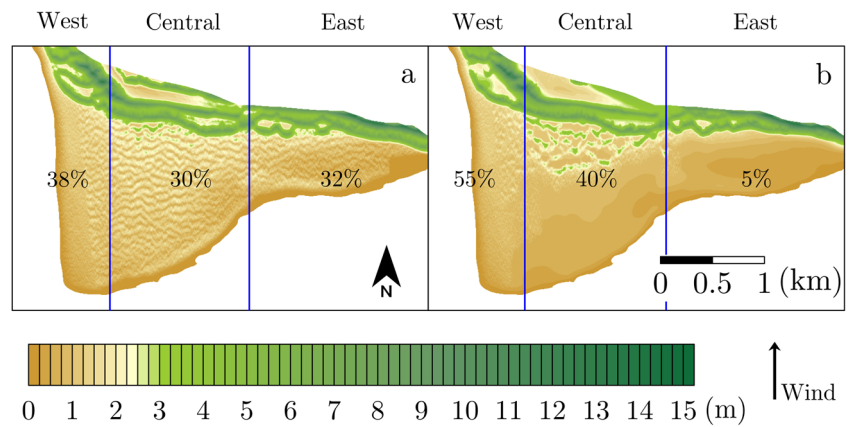 West Central East West Central East
a b
38% 30% 32% 55% 40% 5%
N
0 0.5 1 (km)
0 1 2 3 4 5 6 7 8 9 10 11 12 13 14 15 (m)
Wind